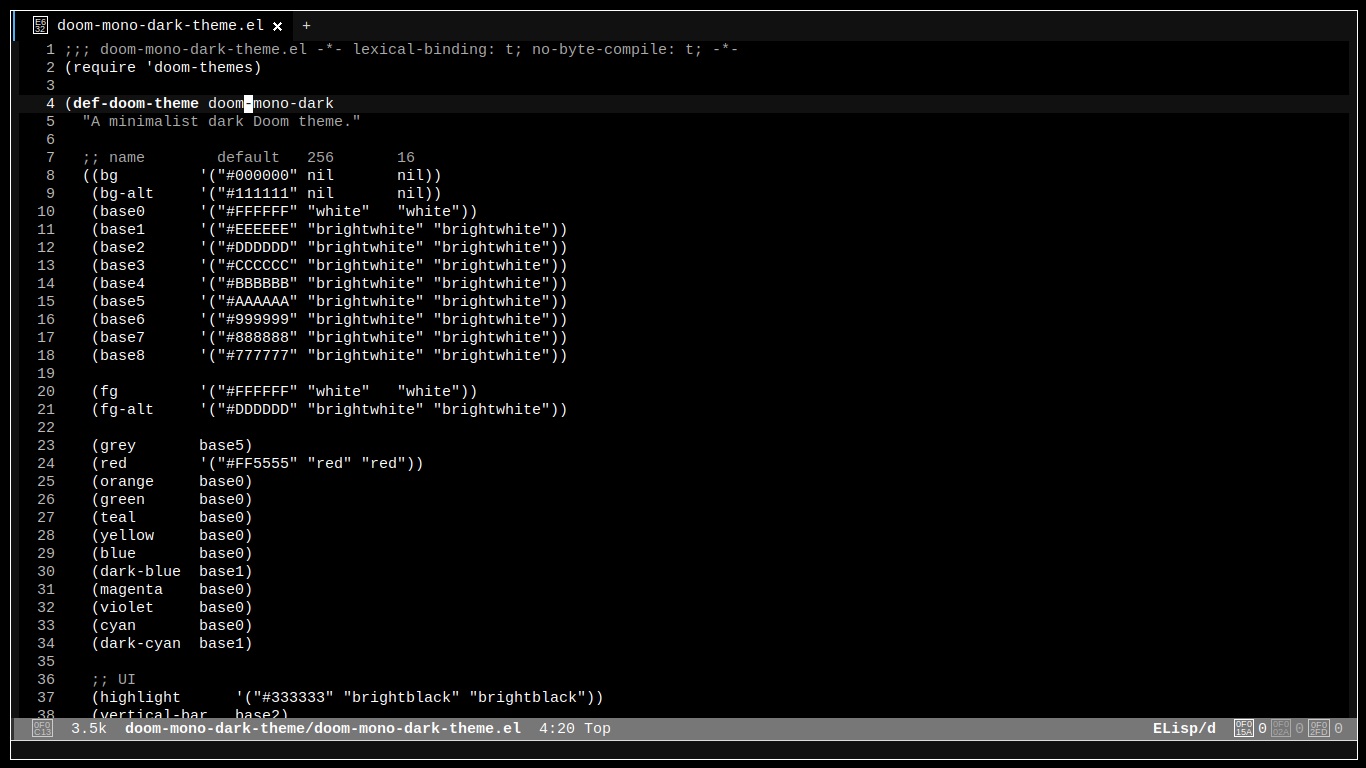 doom-mono-dark-theme.el × +
1 ;;; doom-mono-dark-theme.el -*- lexical-binding: t; no-byte-compile: t; -*-
2 (require 'doom-themes)
3
4 (def-doom-theme doom-mono-dark
5   "A minimalist dark Doom theme."
6
7   ;; name        default   256       16
8   ((bg         '("#000000" nil       nil))
9    (bg-alt     '("#111111" nil       nil))
10    (base0      '("#FFFFFF" "white"   "white"))
11    (base1      '("#EEEEEE" "brightwhite" "brightwhite"))
12    (base2      '("#DDDDDD" "brightwhite" "brightwhite"))
13    (base3      '("#CCCCCC" "brightwhite" "brightwhite"))
14    (base4      '("#BBBBBB" "brightwhite" "brightwhite"))
15    (base5      '("#AAAAAA" "brightwhite" "brightwhite"))
16    (base6      '("#999999" "brightwhite" "brightwhite"))
17    (base7      '("#888888" "brightwhite" "brightwhite"))
18    (base8      '("#777777" "brightwhite" "brightwhite"))
19
20    (fg         '("#FFFFFF" "white"   "white"))
21    (fg-alt     '("#DDDDDD" "brightwhite" "brightwhite"))
22
23    (grey       base5)
24    (red        '("#FF5555" "red" "red"))
25    (orange     base0)
26    (green      base0)
27    (teal       base0)
28    (yellow     base0)
29    (blue       base0)
30    (dark-blue  base1)
31    (magenta    base0)
32    (violet     base0)
33    (cyan       base0)
34    (dark-cyan  base1)
35
36    ;; UI
37    (highlight      '("#333333" "brightblack" "brightblack"))
38    (vertical-bar   base2)
3.5k  doom-mono-dark-theme/doom-mono-dark-theme.el  4:20 Top  ELisp/d  0 0 0